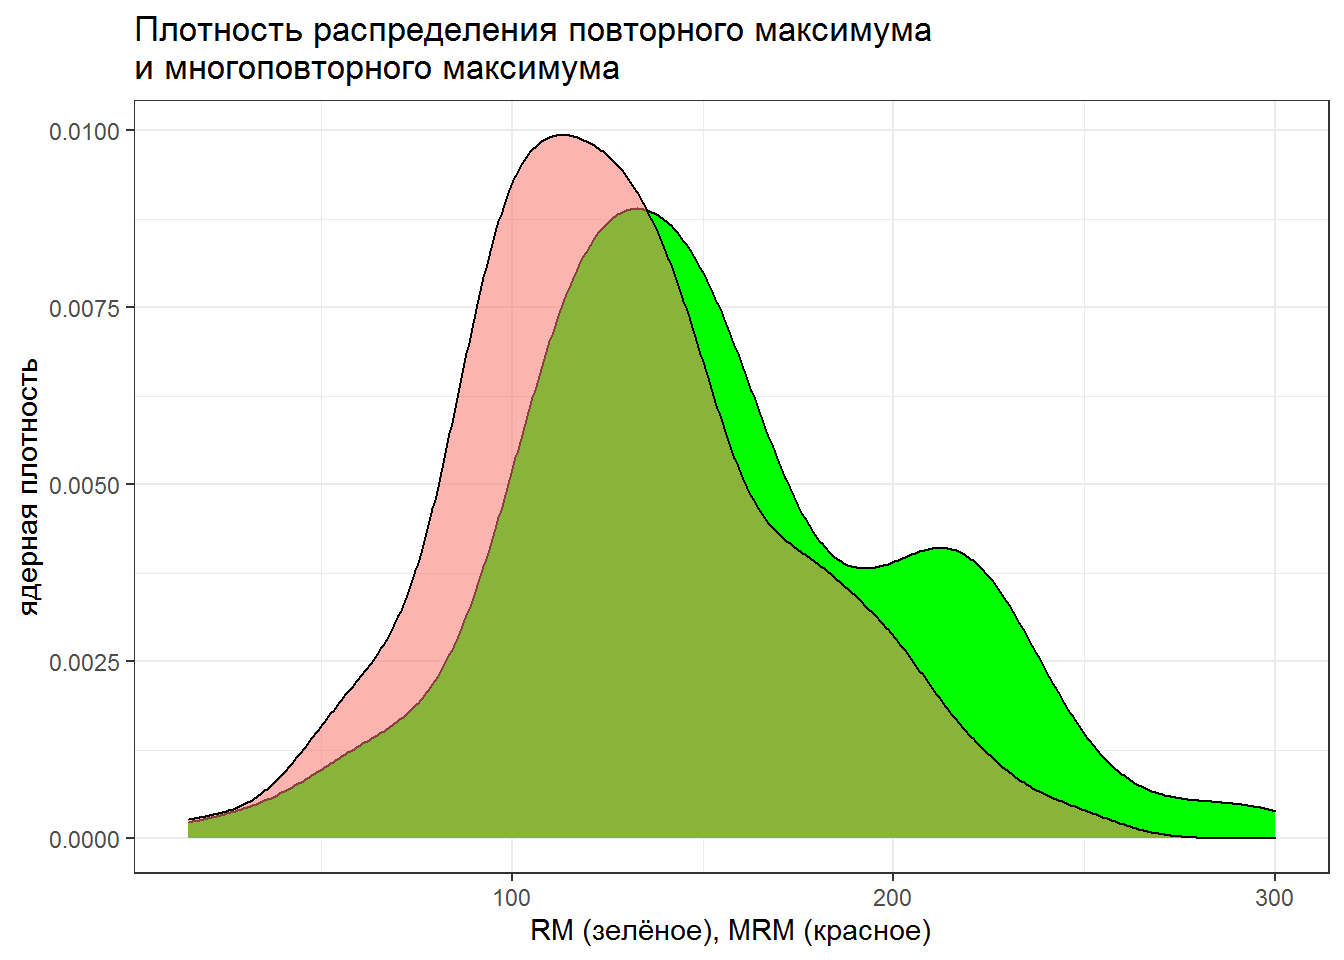 Плотность распределения повторного максимума
и многоповторного максимума
0.0100
0.0075
0.0050
0.0025
0.0000
ядерная плотность
100
200
300
RM (зелёное), MRM (красное)